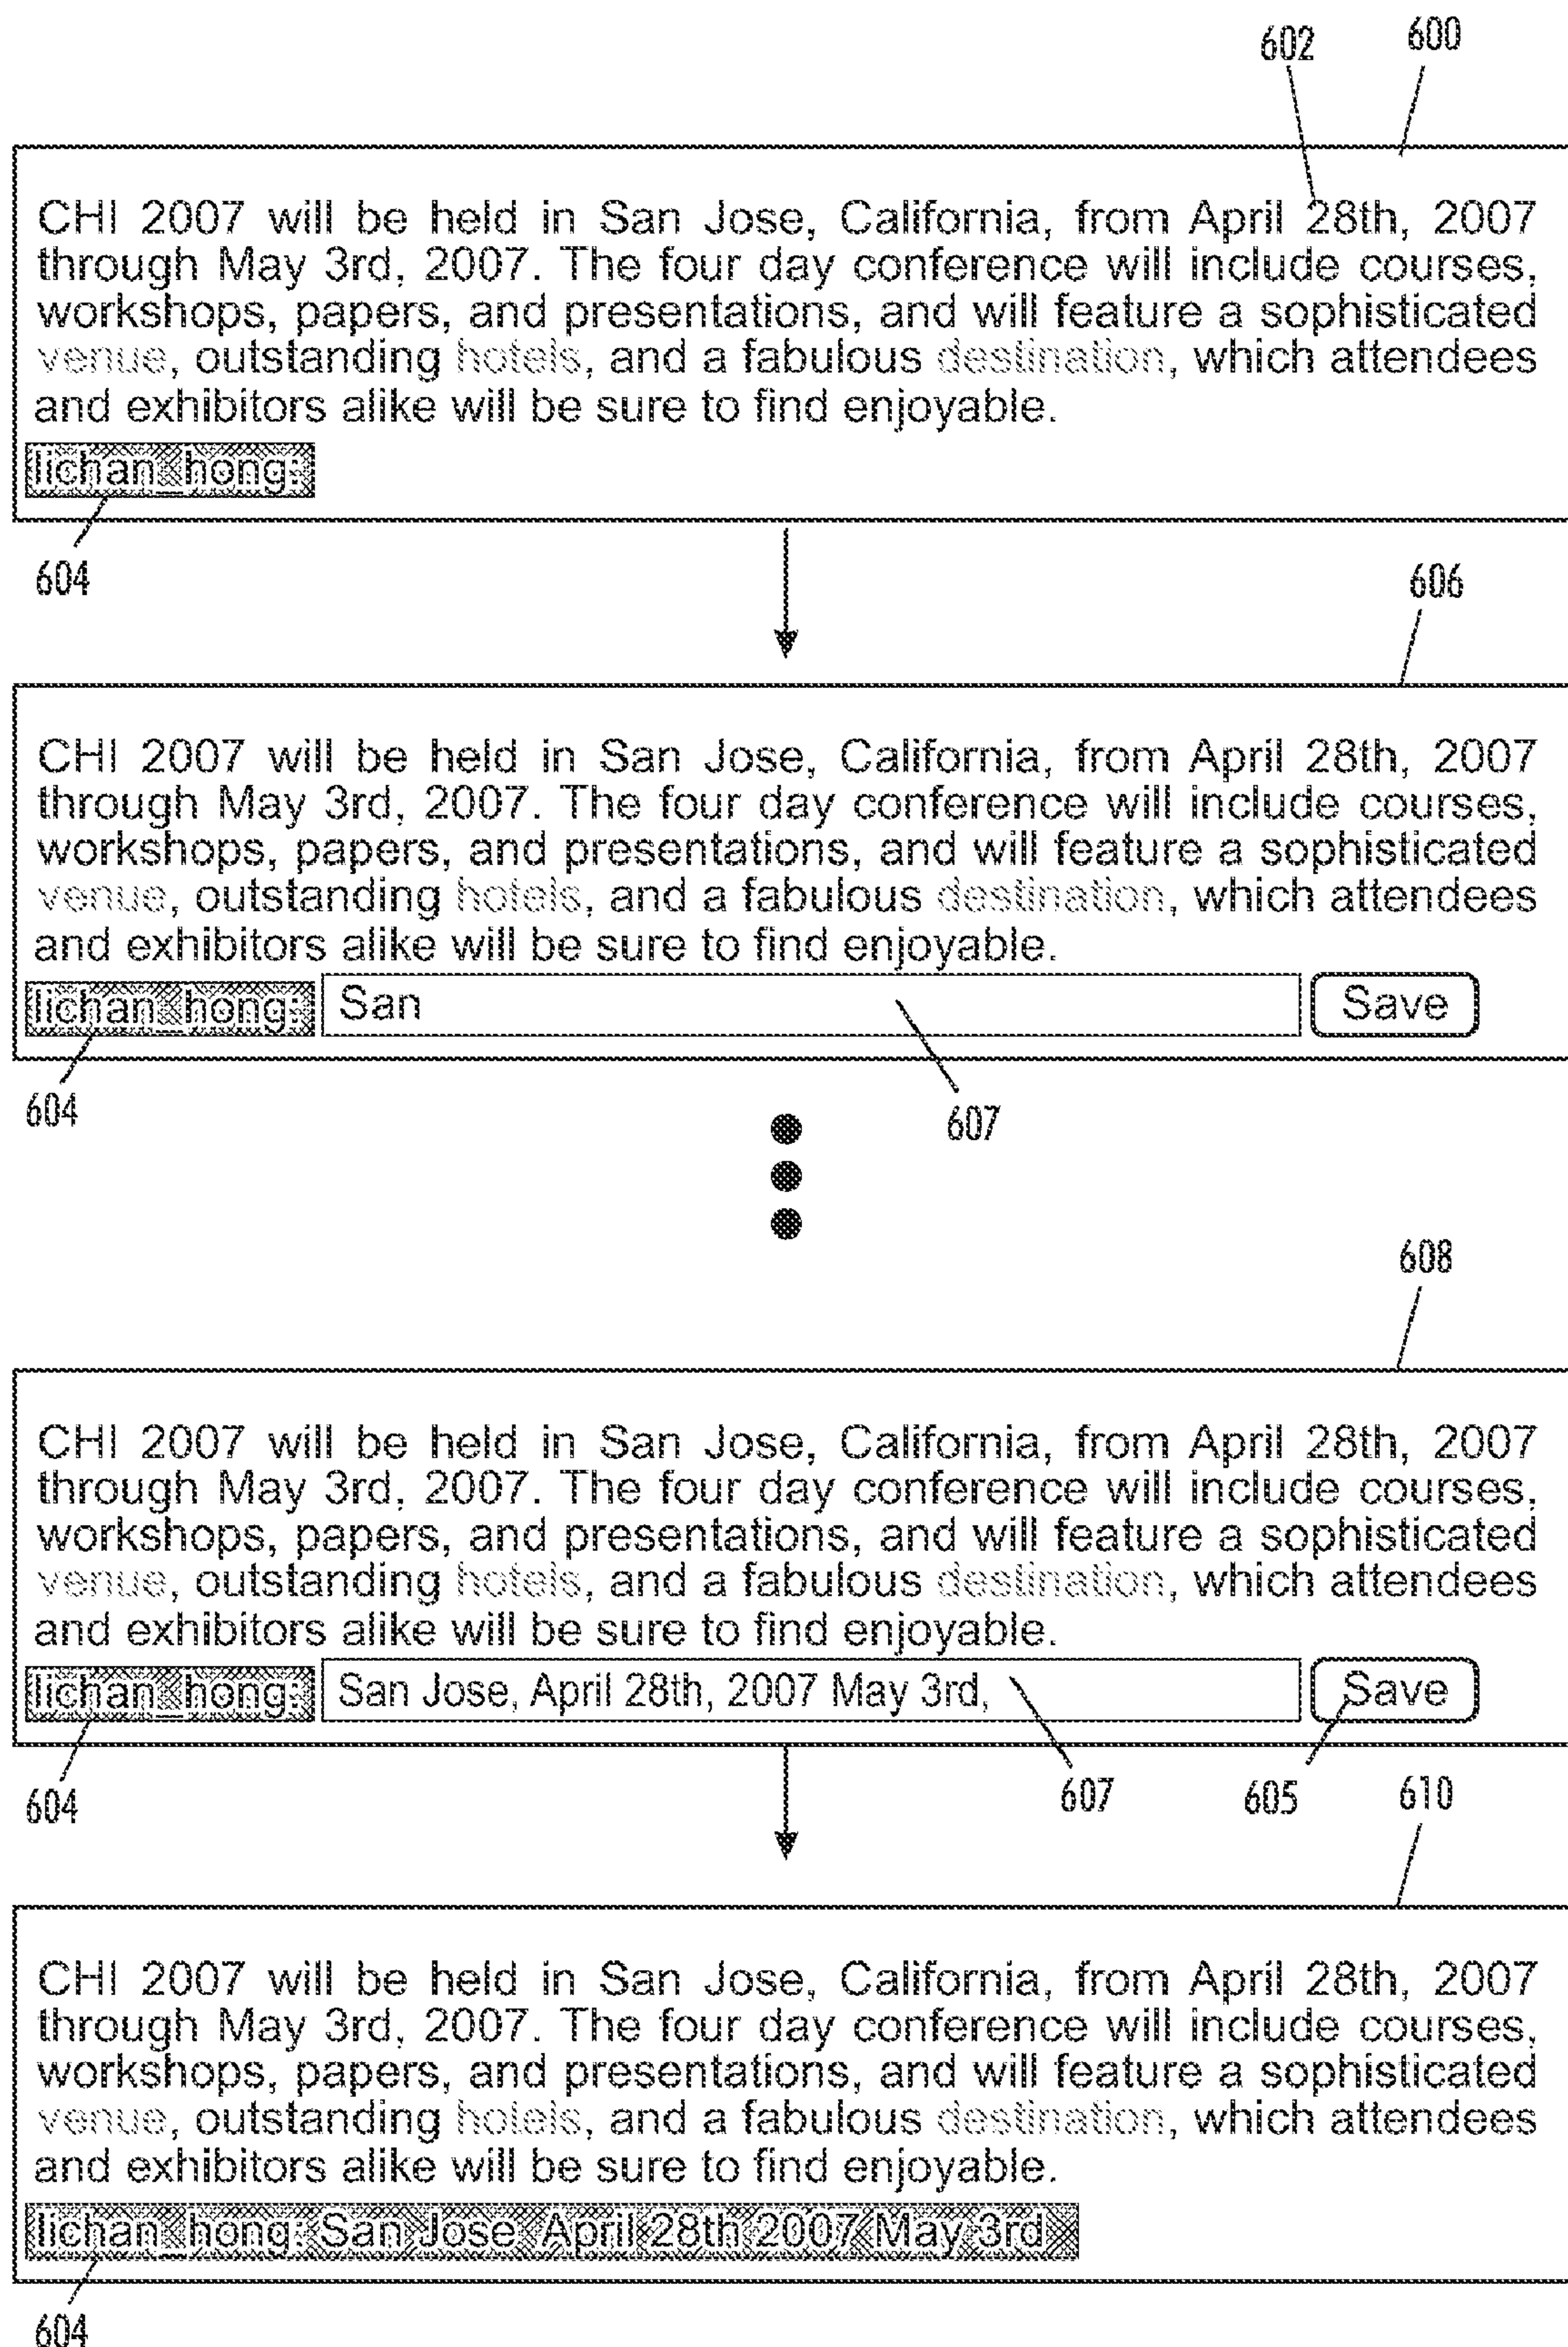 602 600
CHI 2007 will be held in San Jose, California, from April 28th, 2007
through May 3rd, 2007. The four day conference will include courses,
workshops, papers, and presentations, and will feature a sophisticated
venue, outstanding hotels, and a fabulous destination, which attendees
and exhibitors alike will be sure to find enjoyable.
lichan_hong:
604
606
CHI 2007 will be held in San Jose, California, from April 28th, 2007
through May 3rd, 2007. The four day conference will include courses,
workshops, papers, and presentations, and will feature a sophisticated
venue, outstanding hotels, and a fabulous destination, which attendees
and exhibitors alike will be sure to find enjoyable.
lichan_hong: San Save
604 607
608
CHI 2007 will be held in San Jose, California, from April 28th, 2007
through May 3rd, 2007. The four day conference will include courses,
workshops, papers, and presentations, and will feature a sophisticated
venue, outstanding hotels, and a fabulous destination, which attendees
and exhibitors alike will be sure to find enjoyable.
lichan_hong: San Jose, April 28th, 2007 May 3rd, Save
604 607 605 610
CHI 2007 will be held in San Jose, California, from April 28th, 2007
through May 3rd, 2007. The four day conference will include courses,
workshops, papers, and presentations, and will feature a sophisticated
venue, outstanding hotels, and a fabulous destination, which attendees
and exhibitors alike will be sure to find enjoyable.
lichan_hong: San Jose April 28th 2007 May 3rd
604